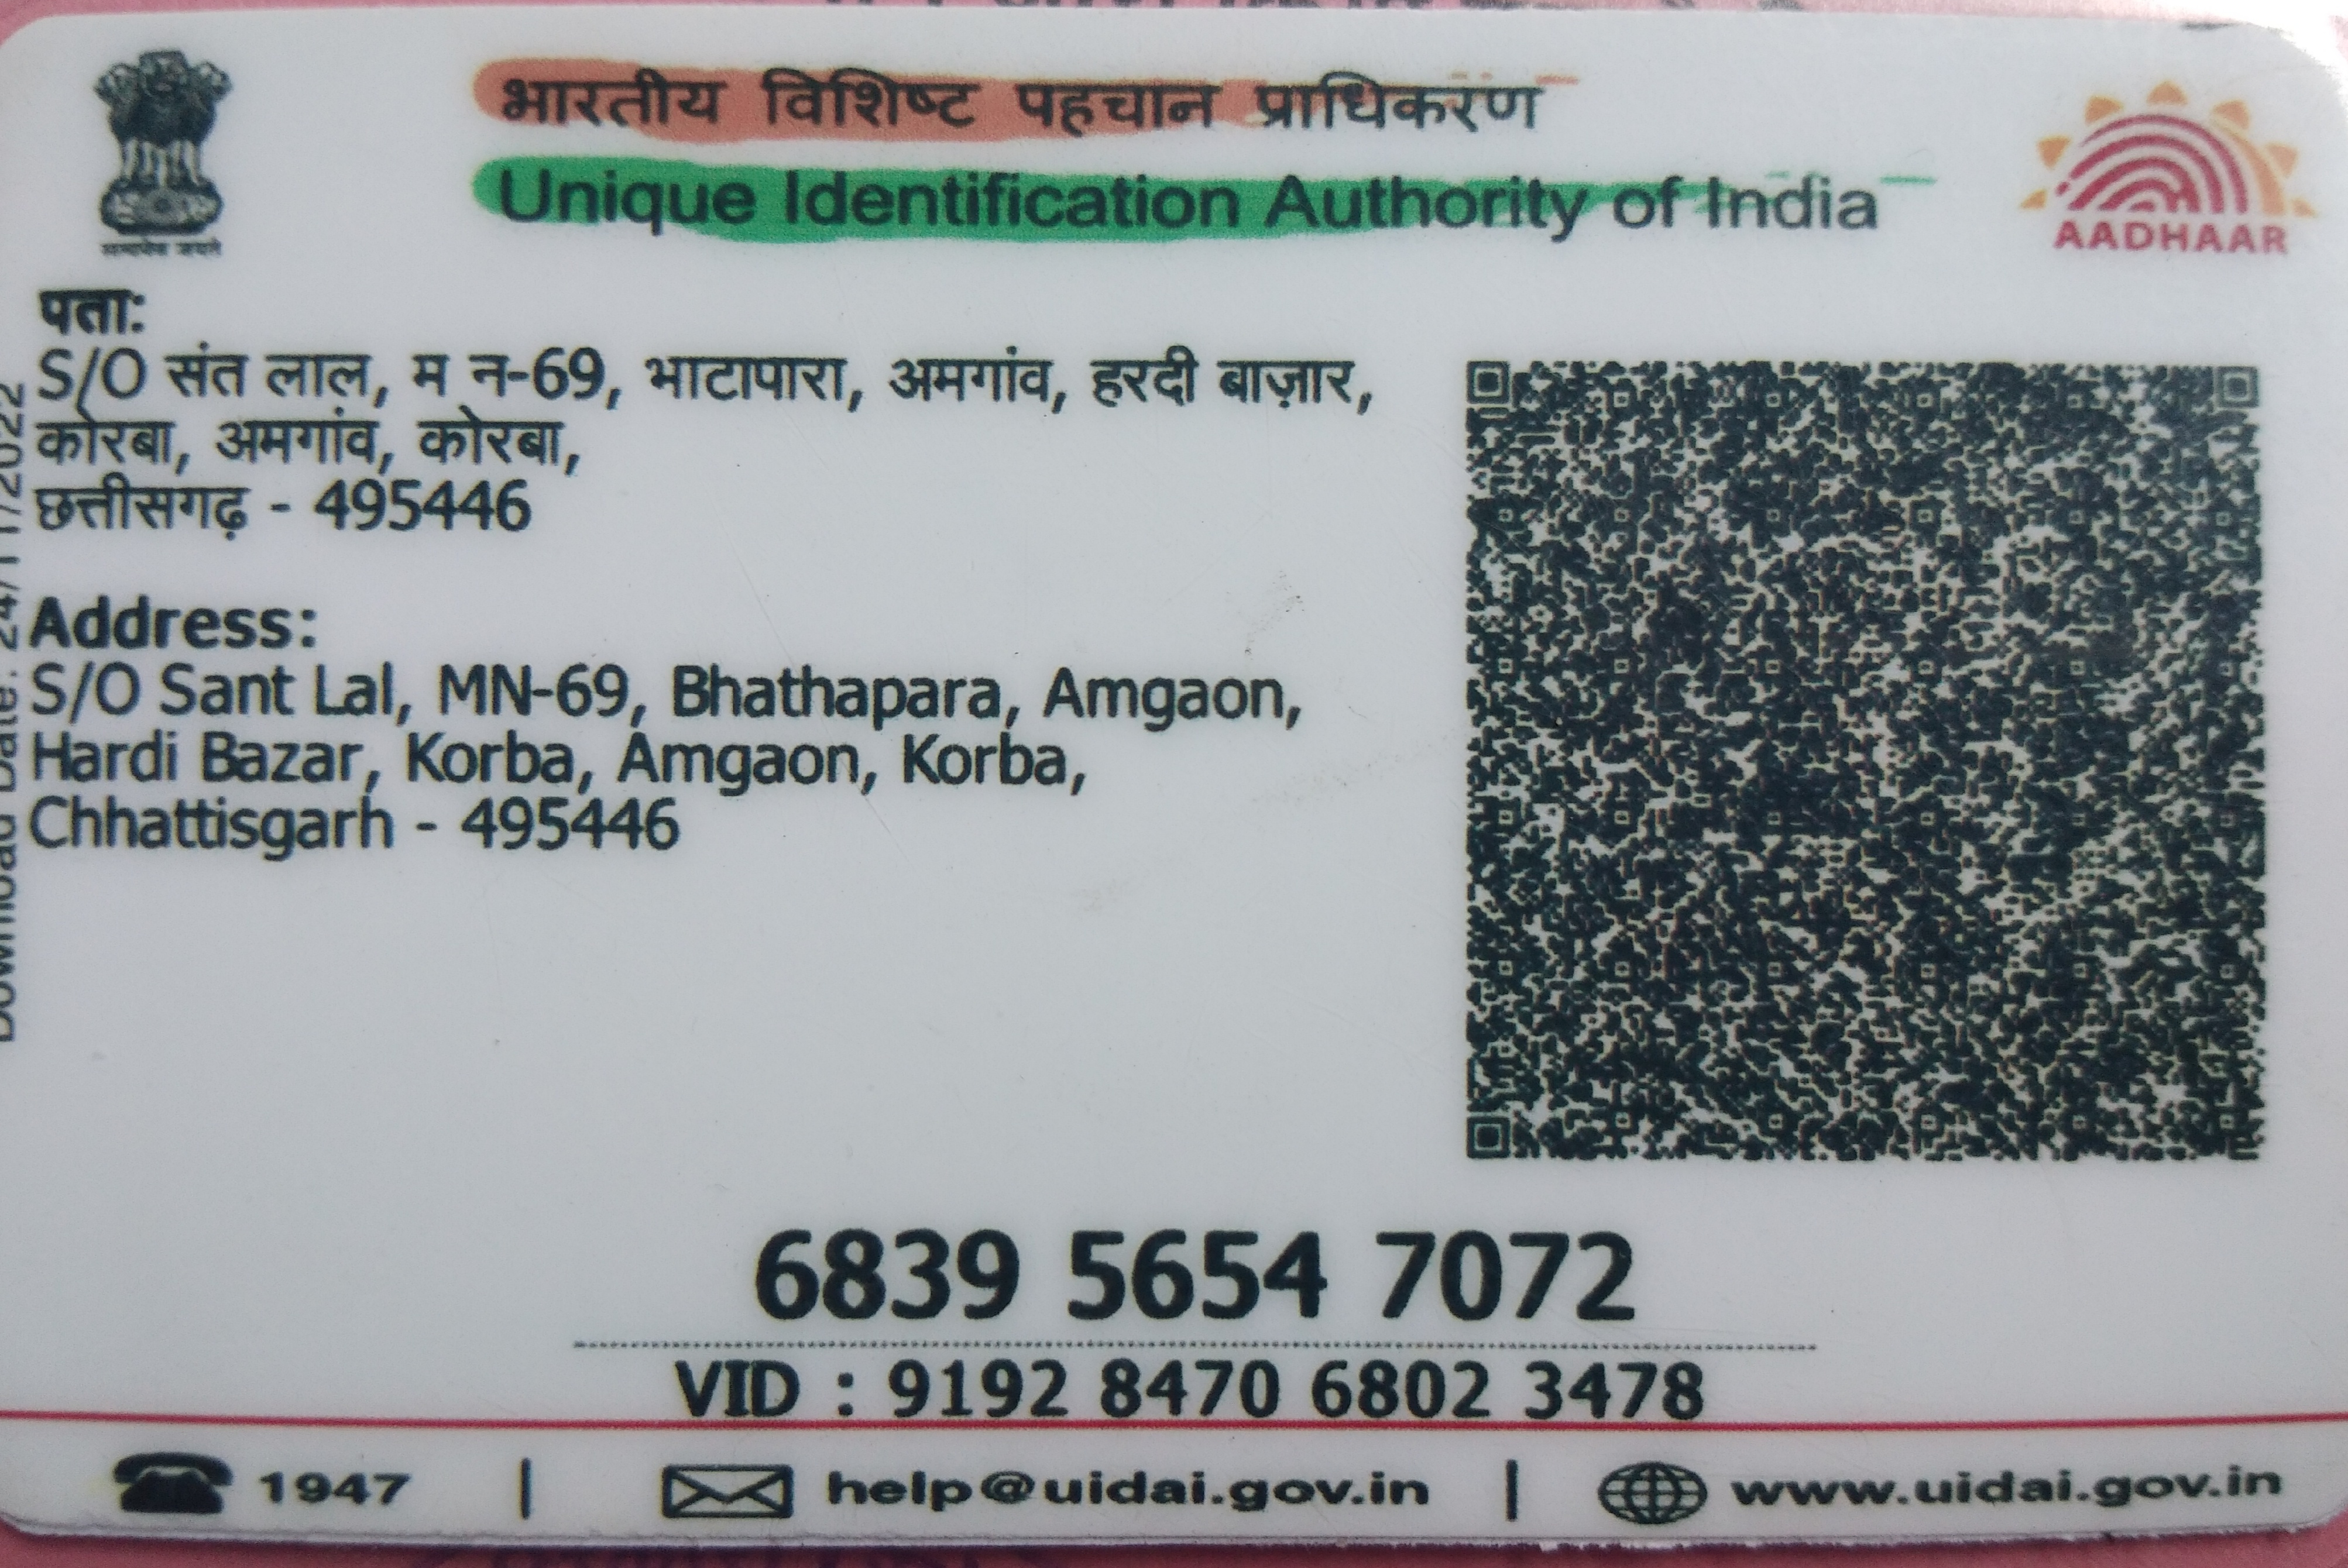 भारतीय विशिष्ट पहचान प्राधिकरण
Unique Identification Authority of India
सत्यमेव जयते
AADHAAR
पता:
S/O संत लाल, म न-69, भाटापारा, अमगांव, हरदी बाज़ार,
कोरबा, अमगांव, कोरबा,
छत्तीसगढ़ - 495446
Address:
S/O Sant Lal, MN-69, Bhathapara, Amgaon,
Hardi Bazar, Korba, Amgaon, Korba,
Chhattisgarh - 495446
Download Date: 24/11/2022
6839 5654 7072
VID : 9192 8470 6802 3478
1947 | help@uidai.gov.in | www.uidai.gov.in